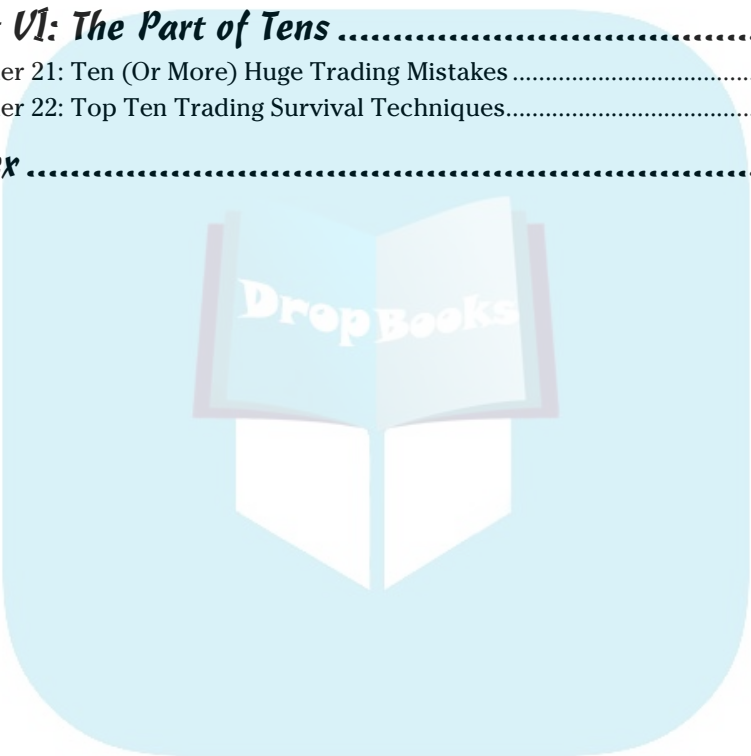 VI: The Part of Tens ........................................
er 21: Ten (Or More) Huge Trading Mistakes ........................................
er 22: Top Ten Trading Survival Techniques........................................
x ........................................
DropBooks